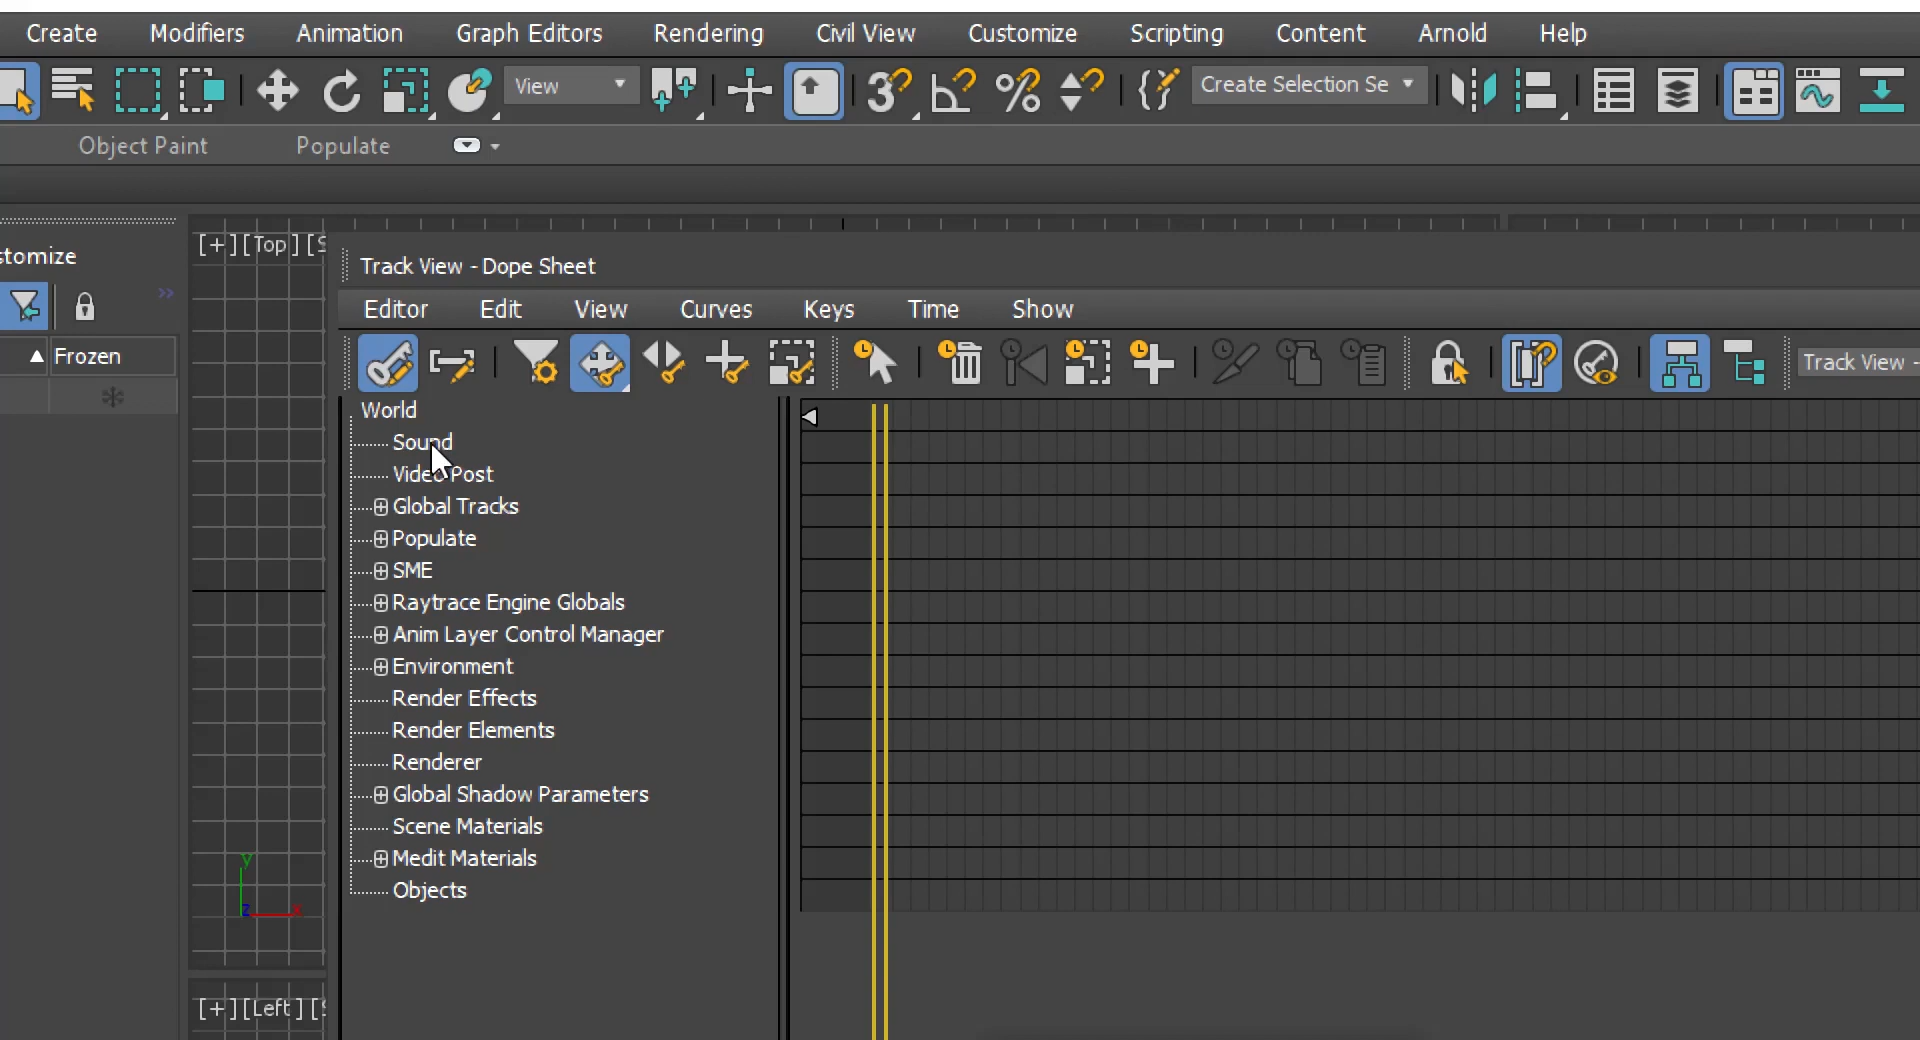 Create Modifiers Animation Graph Editors Rendering Civil View Customize Scripting Content Arnold Help
View 3 Create Selection Se
Object Paint Populate
[+][Top][S
stomize
Track View - Dope Sheet
Editor Edit View Curves Keys Time Show
Frozen
Track View -
World
Sound
Video Post
Global Tracks
Populate
SME
Raytrace Engine Globals
Anim Layer Control Manager
Environment
Render Effects
Render Elements
Renderer
Global Shadow Parameters
Scene Materials
Medit Materials
Objects
y
z x
[+][Left][S